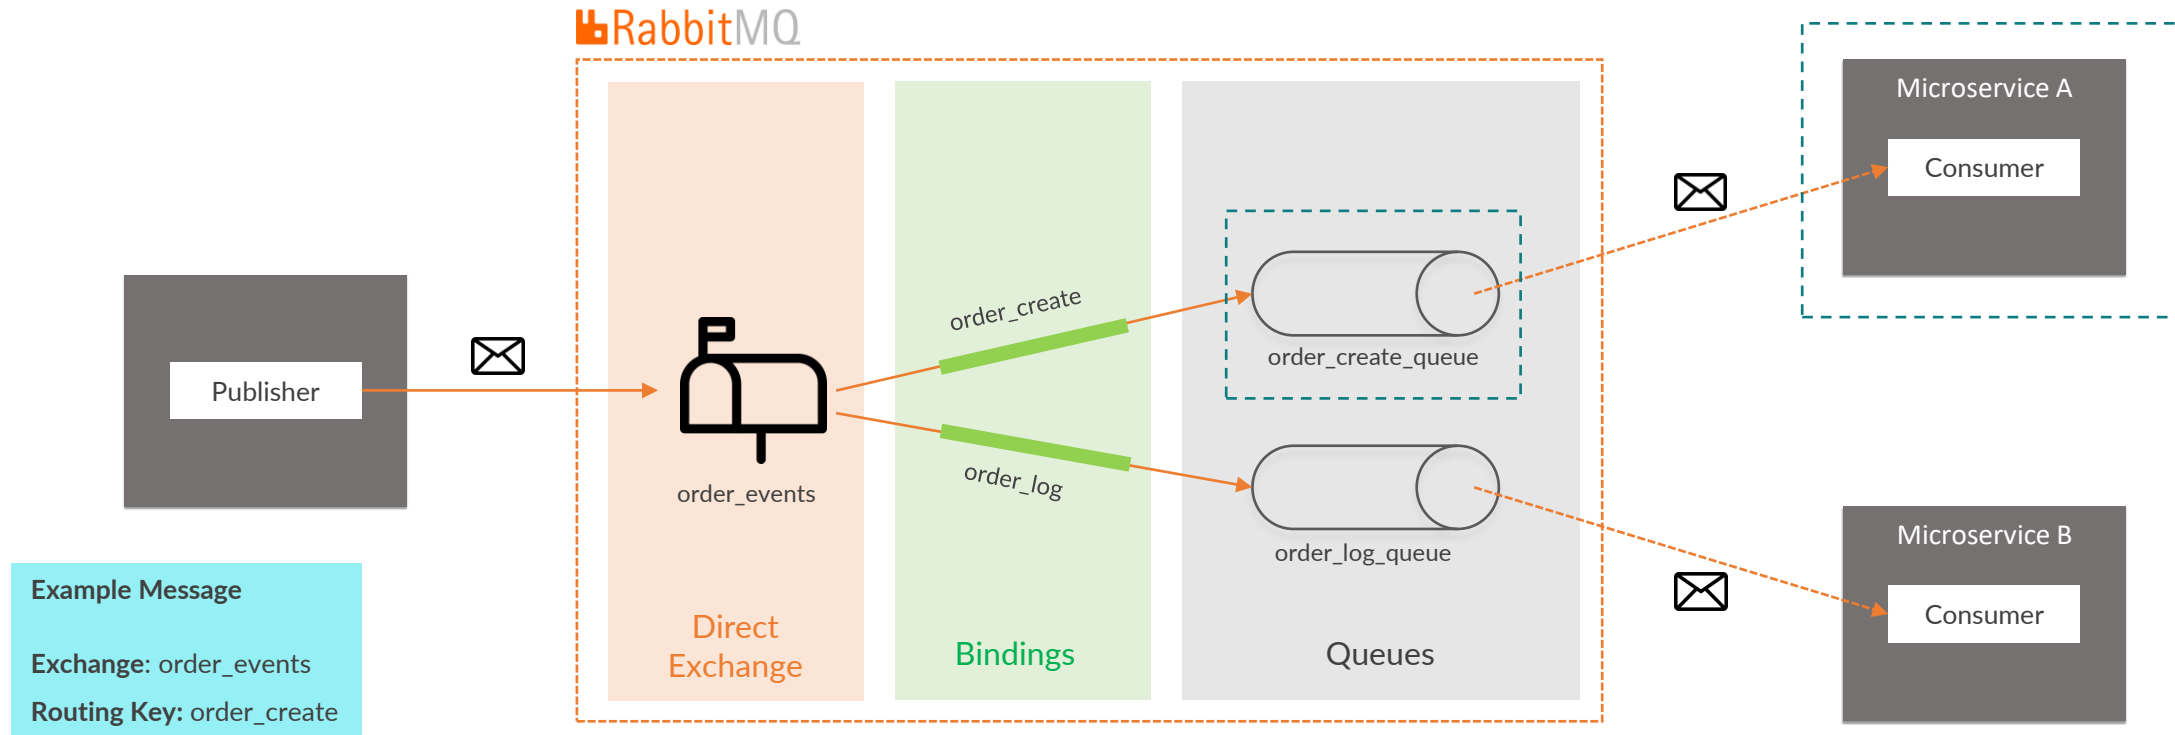 RabbitMQ
Microservice A
Consumer
order_create
order_create_queue
Publisher
order_events
order_log
order_log_queue
Microservice B
Consumer
Example Message
Exchange: order_events
Routing Key: order_create
Direct
Exchange
Bindings
Queues